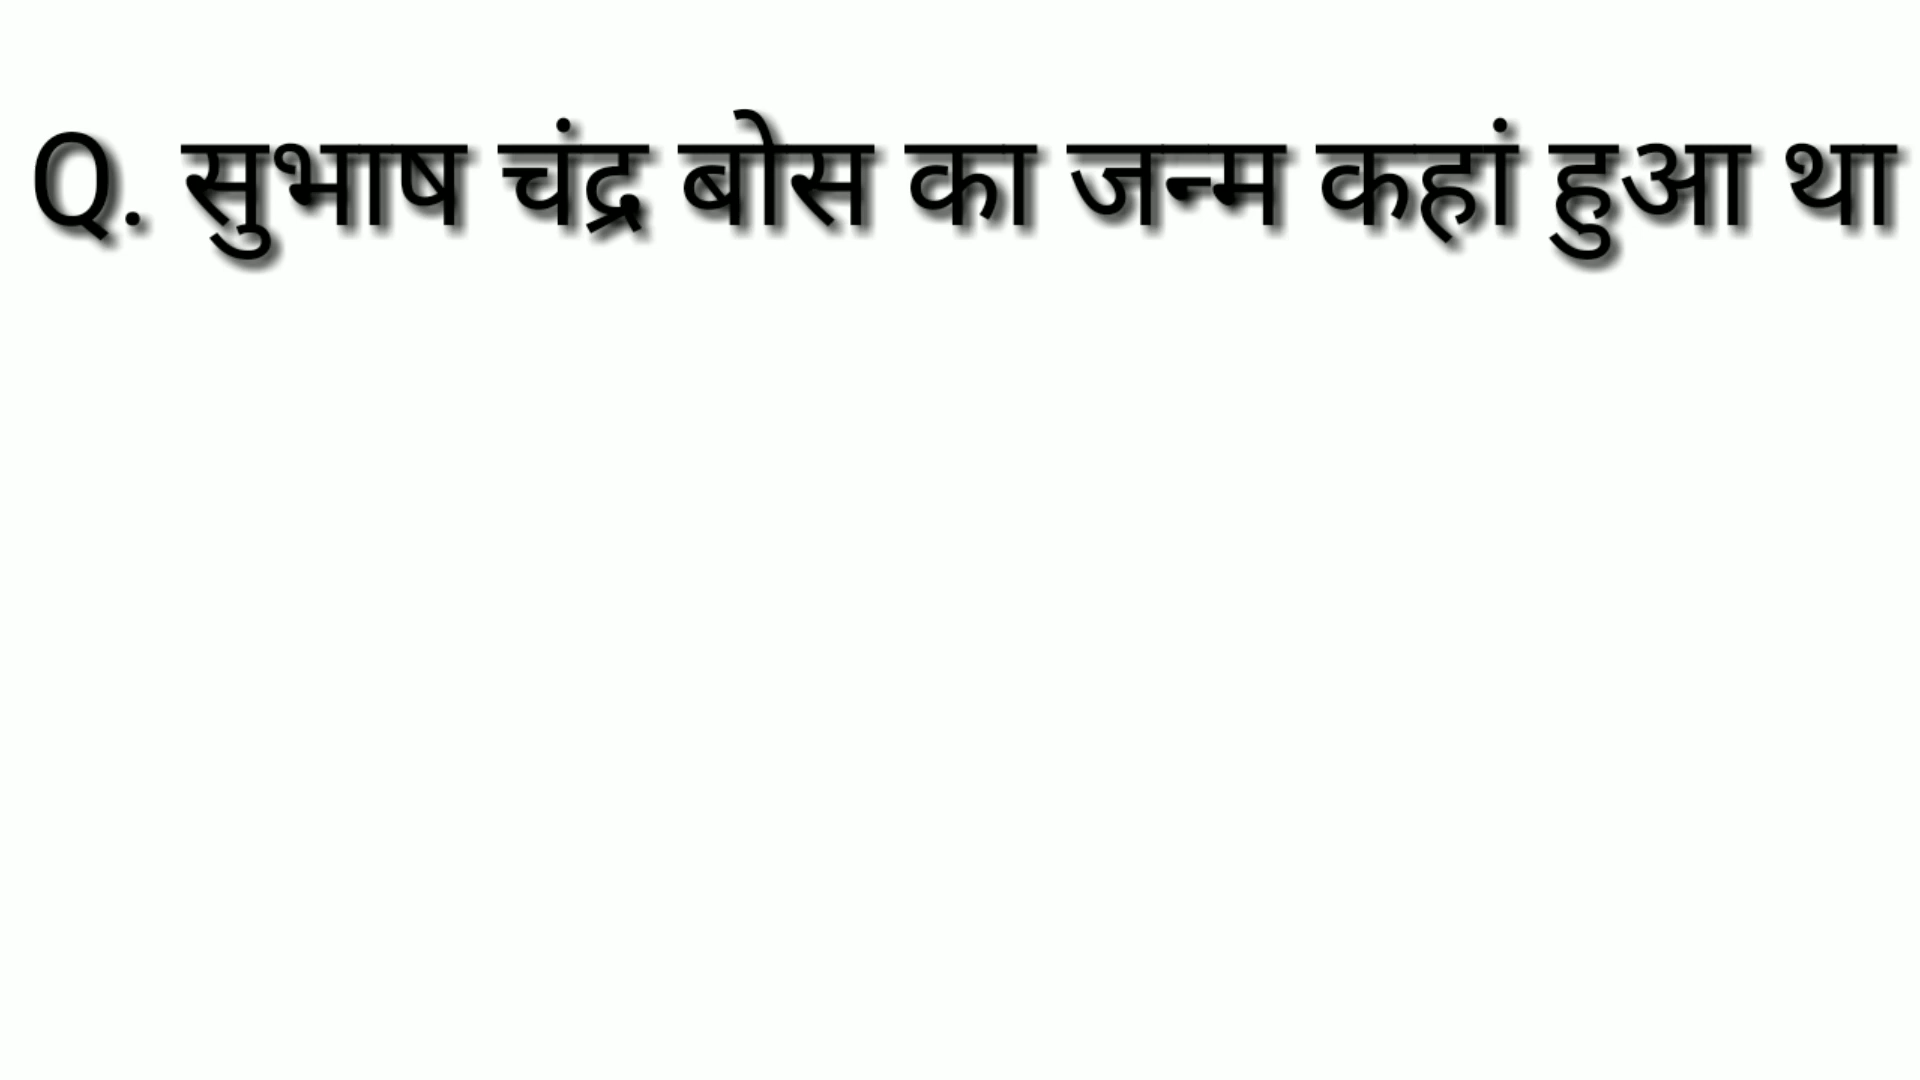 Q. सुभाष चंद्र बोस का जन्म कहां हुआ था